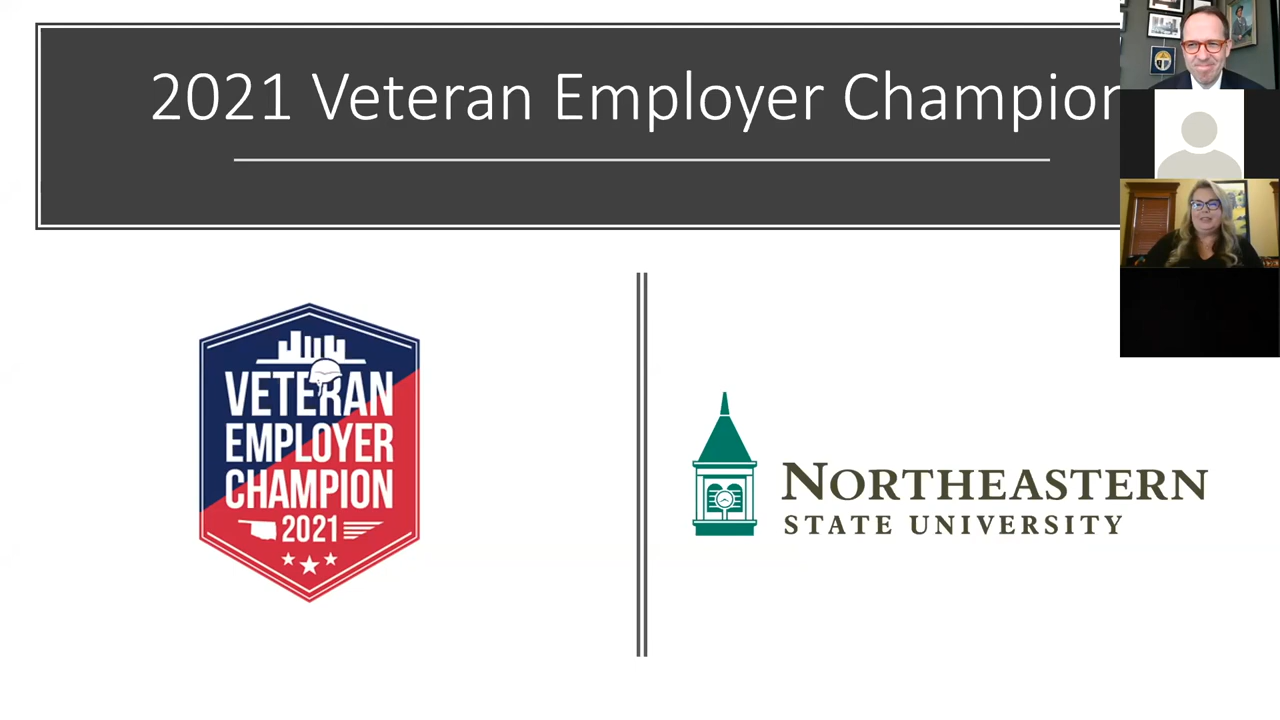 2021 Veteran Employer Champion
VETERAN
EMPLOYER
CHAMPION
2021
NORTHEASTERN
STATE UNIVERSITY